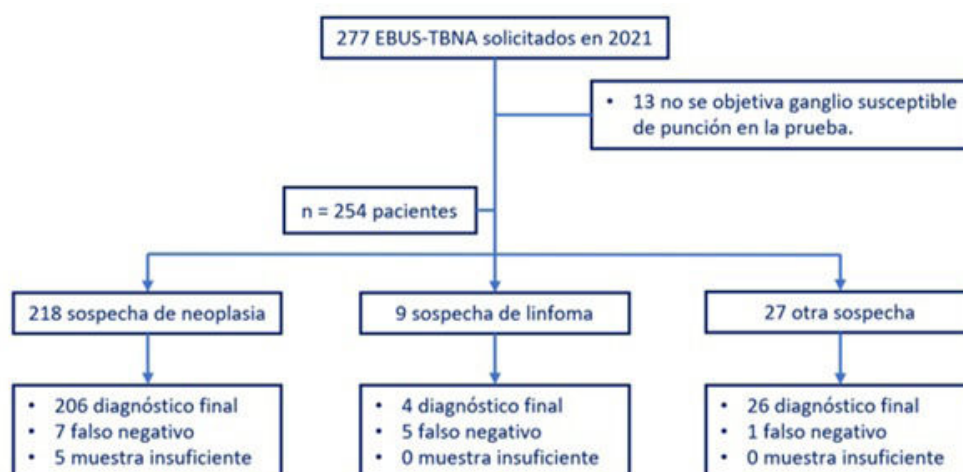 277 EBUS-TBNA solicitados en 2021
• 13 no se objetiva ganglio susceptible
de punción en la prueba.
n = 254 pacientes
218 sospecha de neoplasia
9 sospecha de linfoma
27 otra sospecha
• 206 diagnóstico final
• 7 falso negativo
• 5 muestra insuficiente
• 4 diagnóstico final
• 5 falso negativo
• 0 muestra insuficiente
• 26 diagnóstico final
• 1 falso negativo
• 0 muestra insuficiente